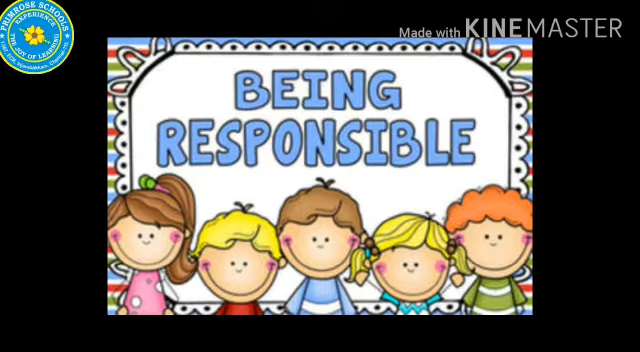 PRIMROSE SCHOOLS
EXPERIENCE
THE JOY OF LEARNING
Made with KINEMASTER
BEING
RESPONSIBLE